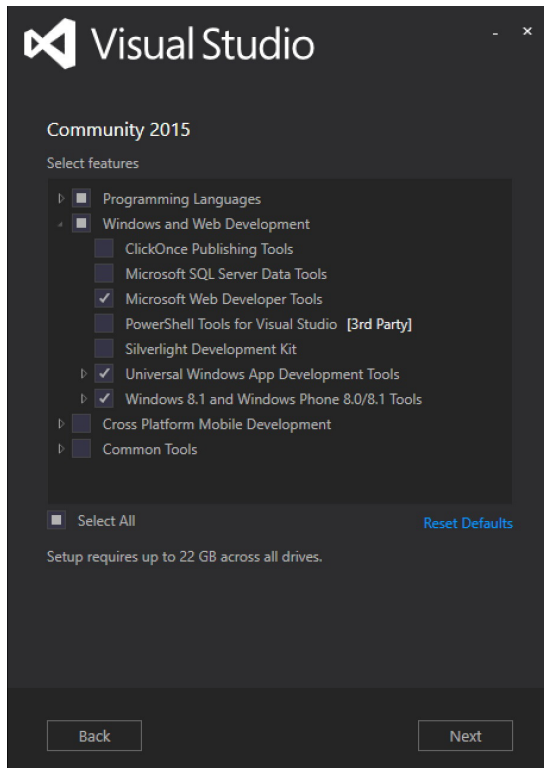 Visual Studio
Community 2015
Select features
Programming Languages
Windows and Web Development
ClickOnce Publishing Tools
Microsoft SQL Server Data Tools
Microsoft Web Developer Tools
PowerShell Tools for Visual Studio [3rd Party]
Silverlight Development Kit
Universal Windows App Development Tools
Windows 8.1 and Windows Phone 8.0/8.1 Tools
Cross Platform Mobile Development
Common Tools
Select All Reset Defaults
Setup requires up to 22 GB across all drives.
Back Next